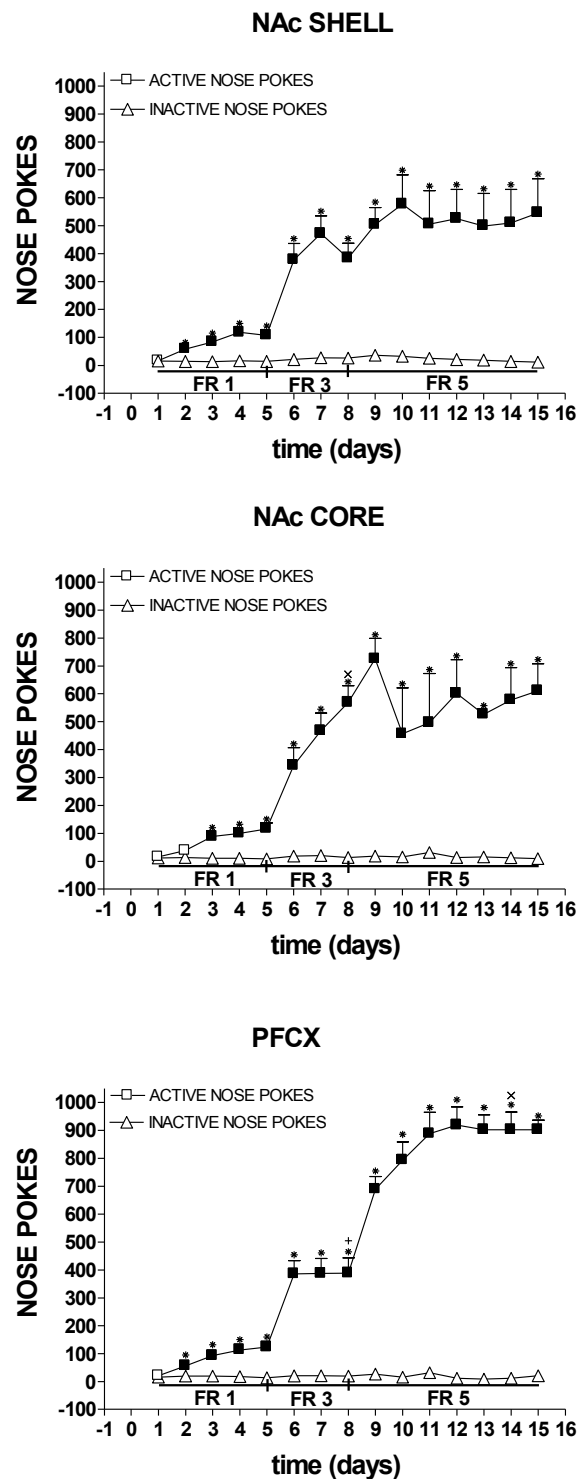 NAc SHELL
ACTIVE NOSE POKES
INACTIVE NOSE POKES
NOSE POKES
1000
900
800
700
600
500
400
300
200
100
0
-100
* * * * * * * * * * * * * *
FR 1 FR 3 FR 5
-1 0 1 2 3 4 5 6 7 8 9 10 11 12 13 14 15 16
time (days)
NAc CORE
ACTIVE NOSE POKES
INACTIVE NOSE POKES
NOSE POKES
1000
900
800
700
600
500
400
300
200
100
0
-100
×
* * * * * * * * * * * * *
FR 1 FR 3 FR 5
-1 0 1 2 3 4 5 6 7 8 9 10 11 12 13 14 15 16
time (days)
PFCX
ACTIVE NOSE POKES
INACTIVE NOSE POKES
NOSE POKES
1000
900
800
700
600
500
400
300
200
100
0
-100
+ ×
* * * * * * * * * * * * * *
FR 1 FR 3 FR 5
-1 0 1 2 3 4 5 6 7 8 9 10 11 12 13 14 15 16
time (days)